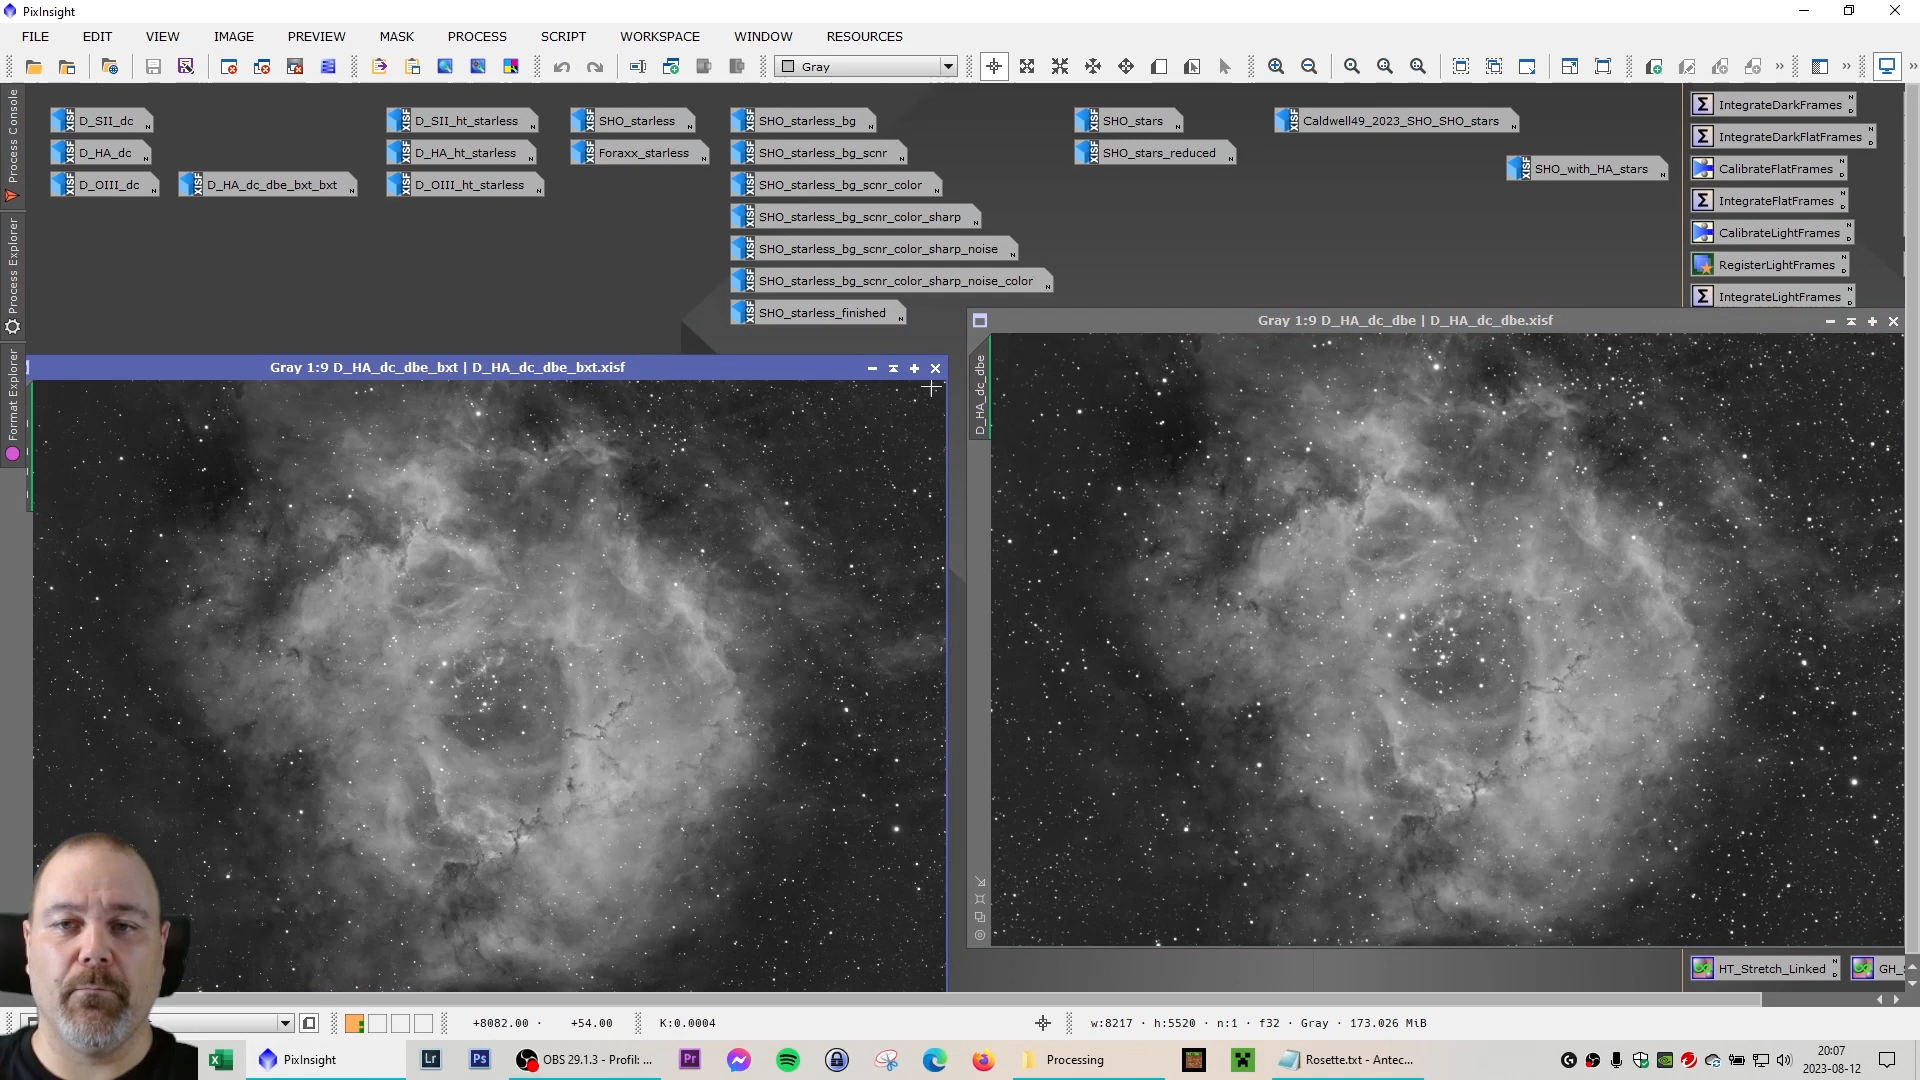 PixInsight
FILE EDIT VIEW IMAGE PREVIEW MASK PROCESS SCRIPT WORKSPACE WINDOW RESOURCES
Gray
Process Console
Process Explorer
Format Explorer
D_SII_dc
D_HA_dc
D_OIII_dc
D_HA_dc_dbe_bxt_bxt
D_SII_ht_starless
D_HA_ht_starless
D_OIII_ht_starless
SHO_starless
Foraxx_starless
SHO_starless_bg
SHO_starless_bg_scnr
SHO_starless_bg_scnr_color
SHO_starless_bg_scnr_color_sharp
SHO_starless_bg_scnr_color_sharp_noise
SHO_starless_bg_scnr_color_sharp_noise_color
SHO_starless_finished
SHO_stars
SHO_stars_reduced
Caldwell49_2023_SHO_SHO_stars
SHO_with_HA_stars
IntegrateDarkFrames
IntegrateDarkFlatFrames
CalibrateFlatFrames
IntegrateFlatFrames
CalibrateLightFrames
RegisterLightFrames
IntegrateLightFrames
Gray 1:9 D_HA_dc_dbe_bxt | D_HA_dc_dbe_bxt.xisf
Gray 1:9 D_HA_dc_dbe | D_HA_dc_dbe.xisf
D_HA_dc_dbe
HT_Stretch_Linked
GH_
+8082.00 · +54.00 K:0.0004
w:8217 · h:5520 · n:1 · f32 · Gray · 173.026 MiB
PixInsight
Lr
Ps
OBS 29.1.3 - Profil: ...
Pr
Processing
Rosette.txt - Antec...
20:07
2023-08-12